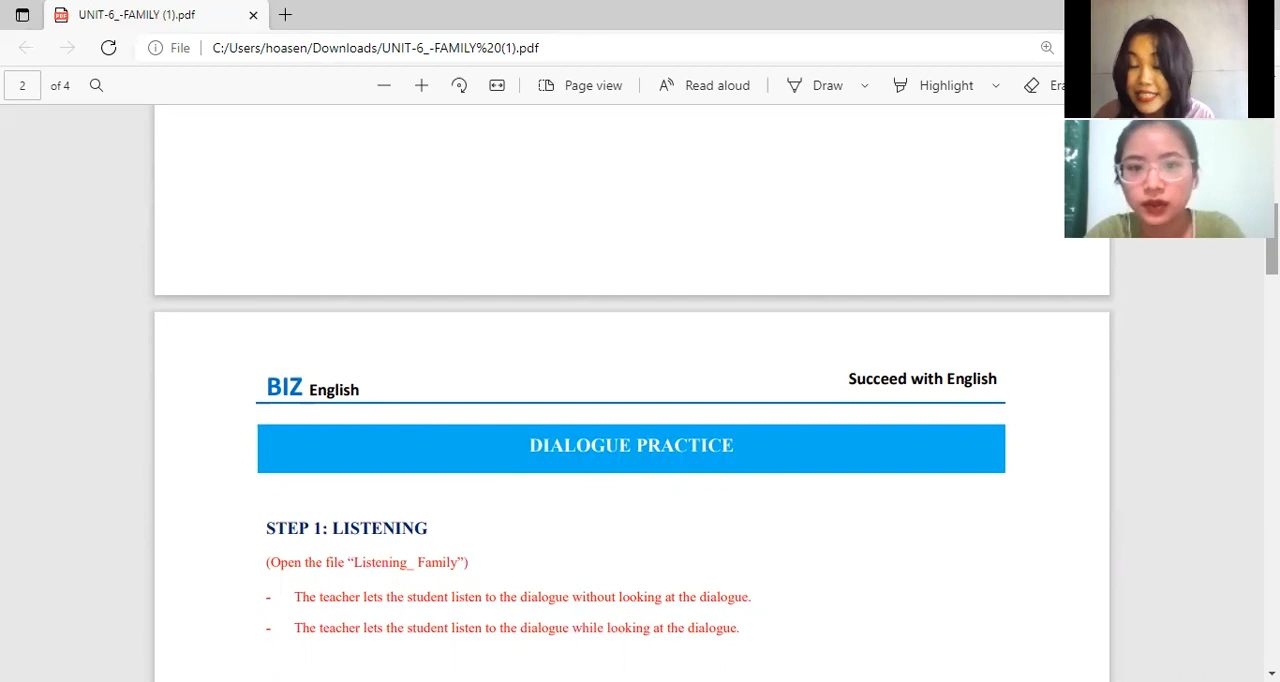 UNIT-6_-FAMILY (1).pdf
File C:/Users/hoasen/Downloads/UNIT-6_-FAMILY%20(1).pdf
2 of 4 Page view Read aloud Draw Highlight Era
BIZ English Succeed with English
DIALOGUE PRACTICE
STEP 1: LISTENING
(Open the file “Listening_ Family”)
- The teacher lets the student listen to the dialogue without looking at the dialogue.
- The teacher lets the student listen to the dialogue while looking at the dialogue.